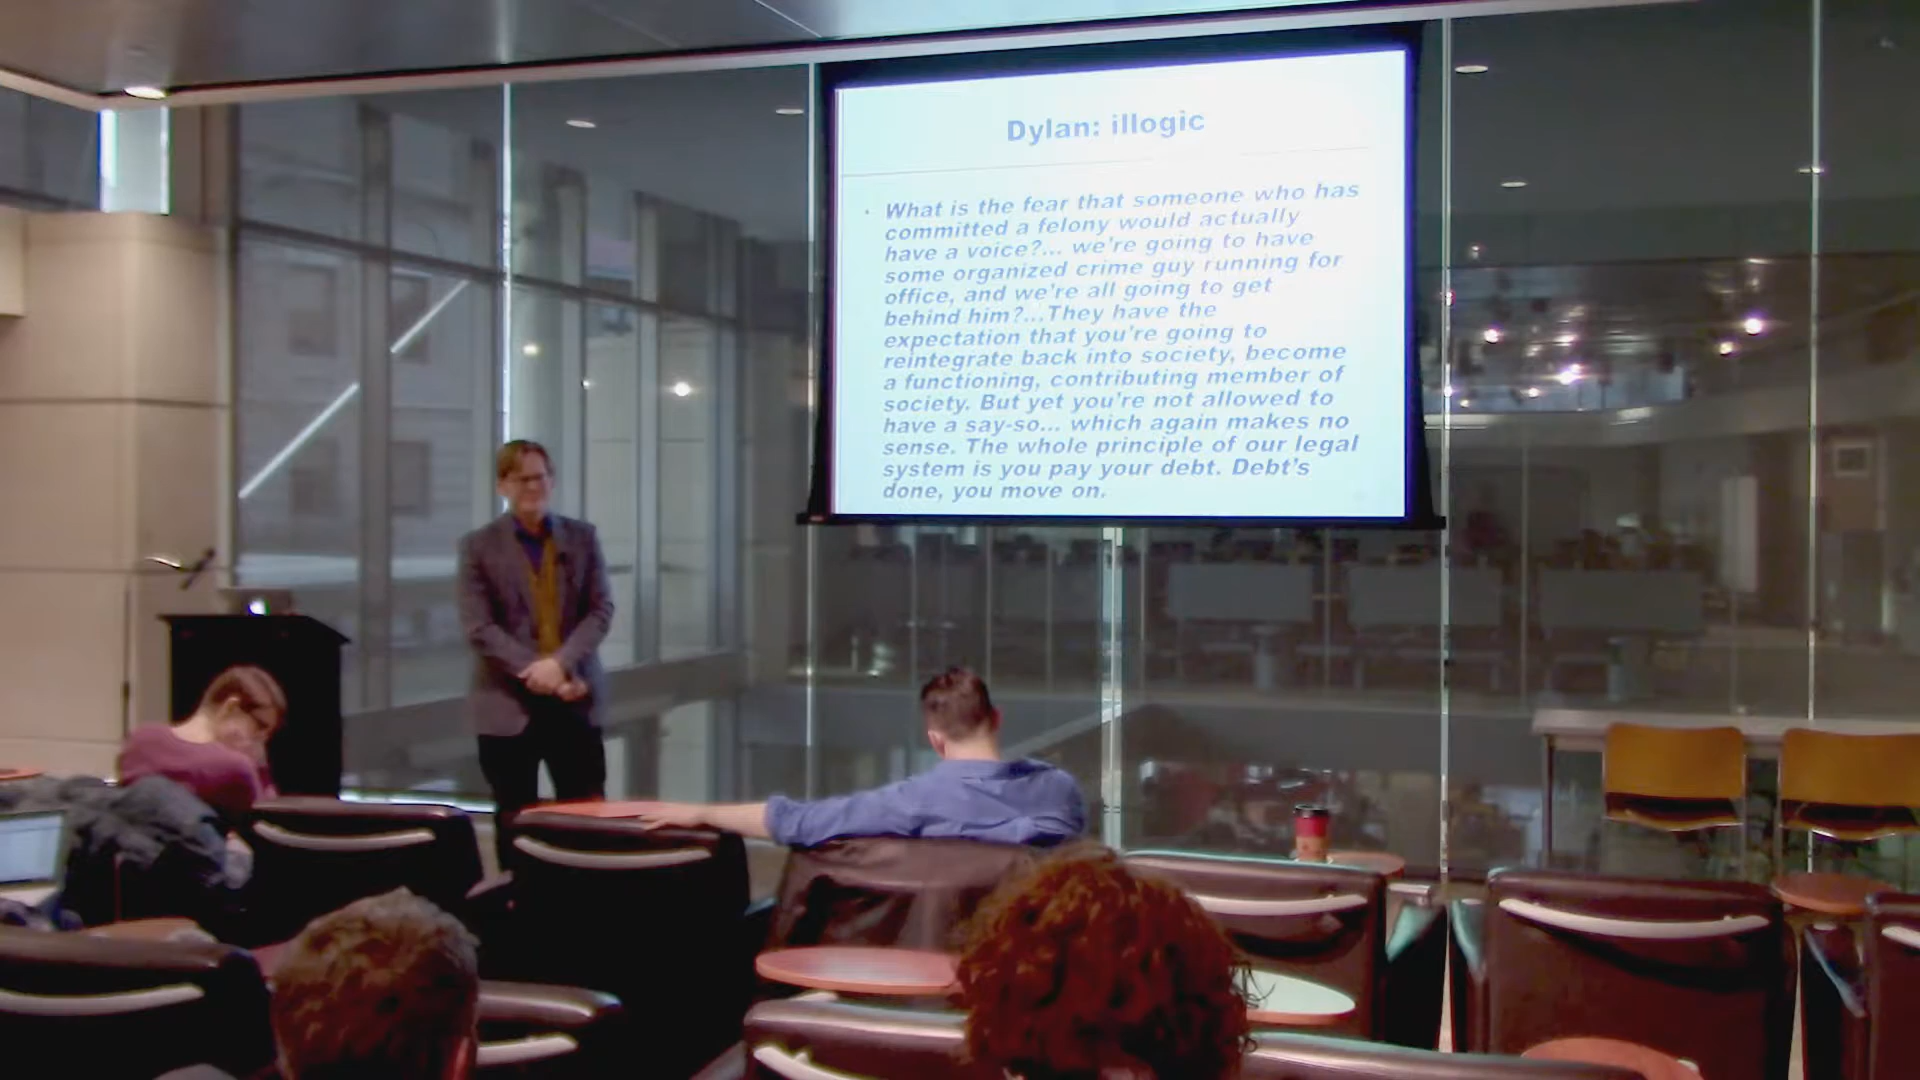 Dylan: illogic
• What is the fear that someone who has
committed a felony would actually
have a voice?... we're going to have
some organized crime guy running for
office, and we're all going to get
behind him?...They have the
expectation that you're going to
reintegrate back into society, become
a functioning, contributing member of
society. But yet you're not allowed to
have a say-so... which again makes no
sense. The whole principle of our legal
system is you pay your debt. Debt's
done, you move on.